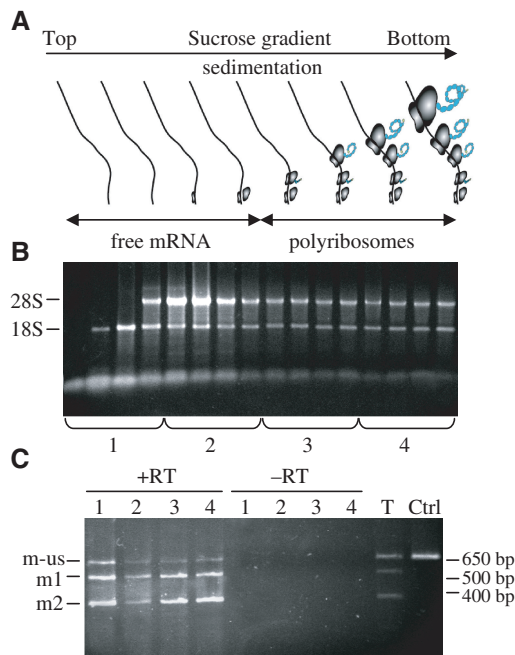 A
Top Sucrose gradient Bottom
sedimentation
free mRNA polyribosomes
B
28S
18S
1 2 3 4
C
+RT –RT
1 2 3 4 1 2 3 4 T Ctrl
m-us
m1
m2
650 bp
500 bp
400 bp